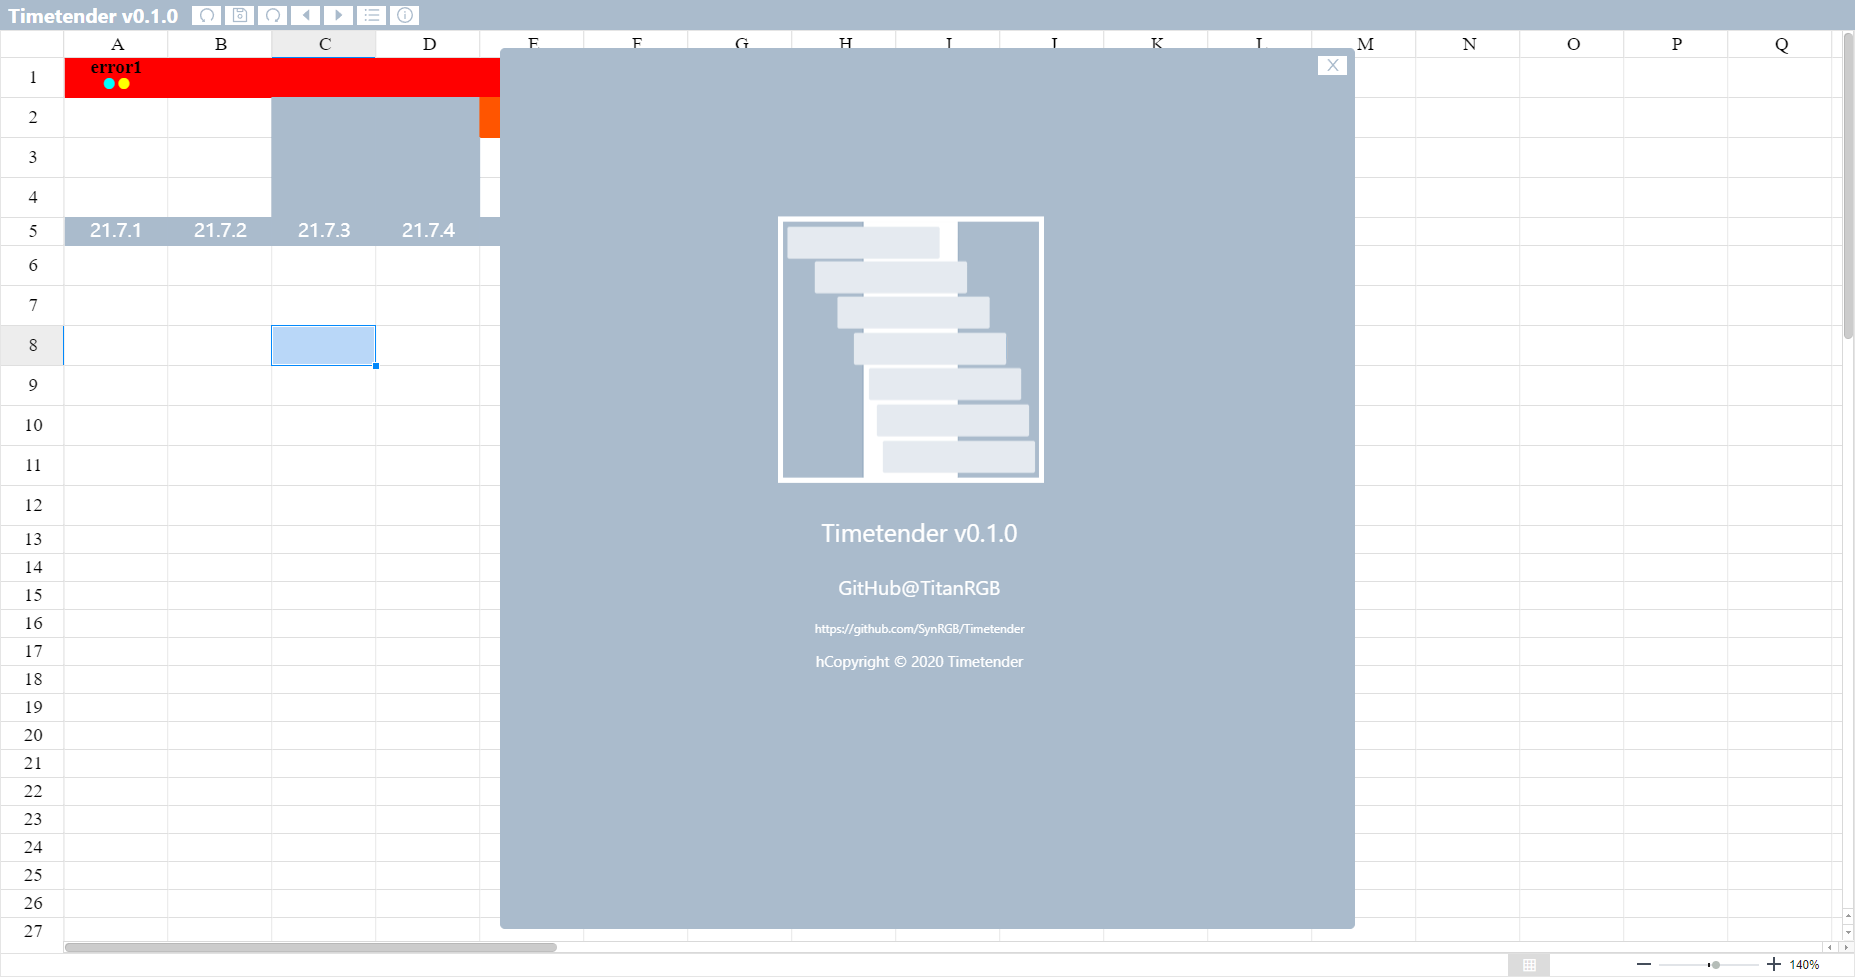 Timetender v0.1.0
A B C D E F G H I J K L M N O P Q
X
1 error1
2
3
4
5 21.7.1 21.7.2 21.7.3 21.7.4
6
7
8
9
10
11
12
13
14
15
16
17
18
19
20
21
22
23
24
25
26
27
Timetender v0.1.0
GitHub@TitanRGB
https://github.com/SynRGB/Timetender
hCopyright © 2020 Timetender
140%